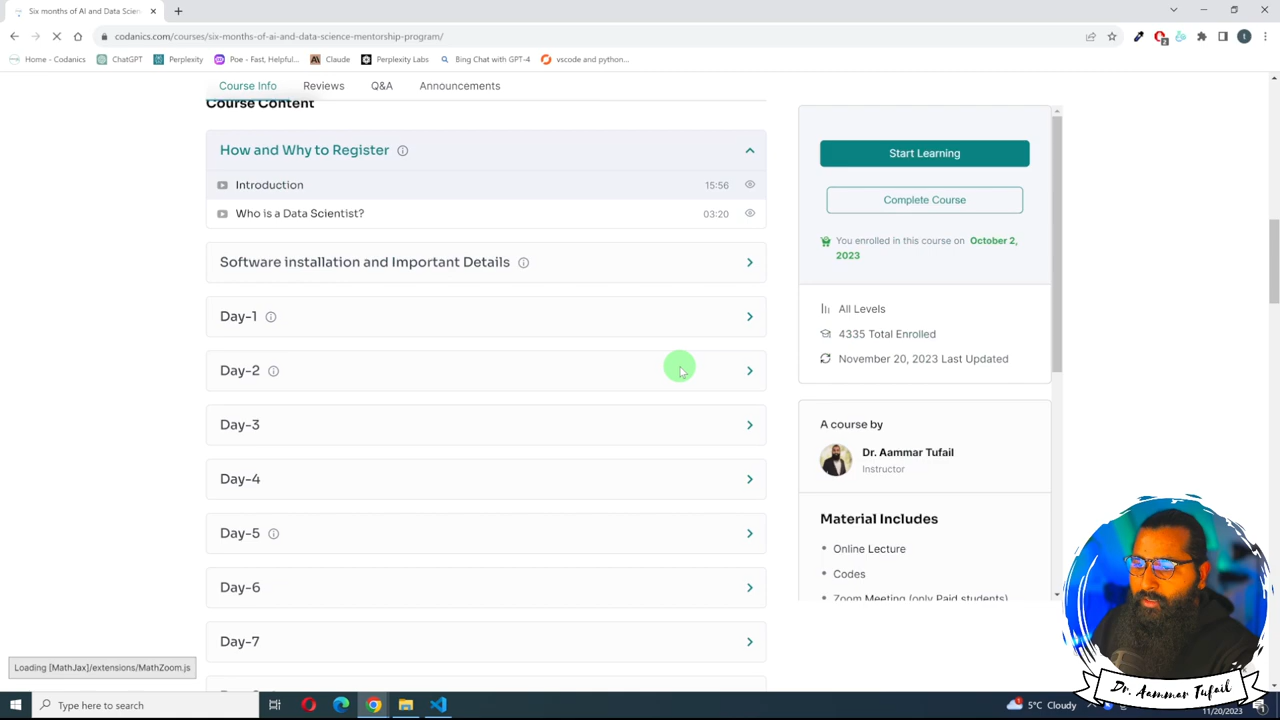 Six months of AI and Data Scien
codanics.com/courses/six-months-of-ai-and-data-science-mentorship-program/
2
t
Home - Codanics
ChatGPT
Perplexity
Poe - Fast, Helpful...
Claude
Perplexity Labs
Bing Chat with GPT-4
vscode and python...
Course Info
Reviews
Q&A
Announcements
Course Content
How and Why to Register
Introduction
15:56
Who is a Data Scientist?
03:20
Software installation and Important Details
Day-1
Day-2
Day-3
Day-4
Day-5
Day-6
Day-7
Start Learning
Complete Course
You enrolled in this course on October 2,
2023
All Levels
4335 Total Enrolled
November 20, 2023 Last Updated
A course by
Dr. Aammar Tufail
Instructor
Material Includes
Online Lecture
Codes
Zoom Meeting (only Paid students)
Loading [MathJax]/extensions/MathZoom.js
Dr. Aammar Tufail
Type here to search
5°C Cloudy
11/20/2023